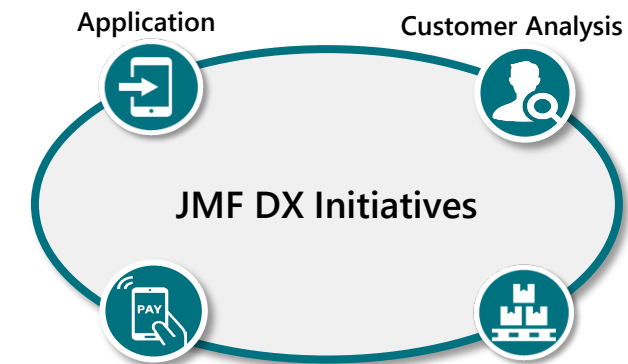 Application
Customer Analysis
JMF DX Initiatives
PAY